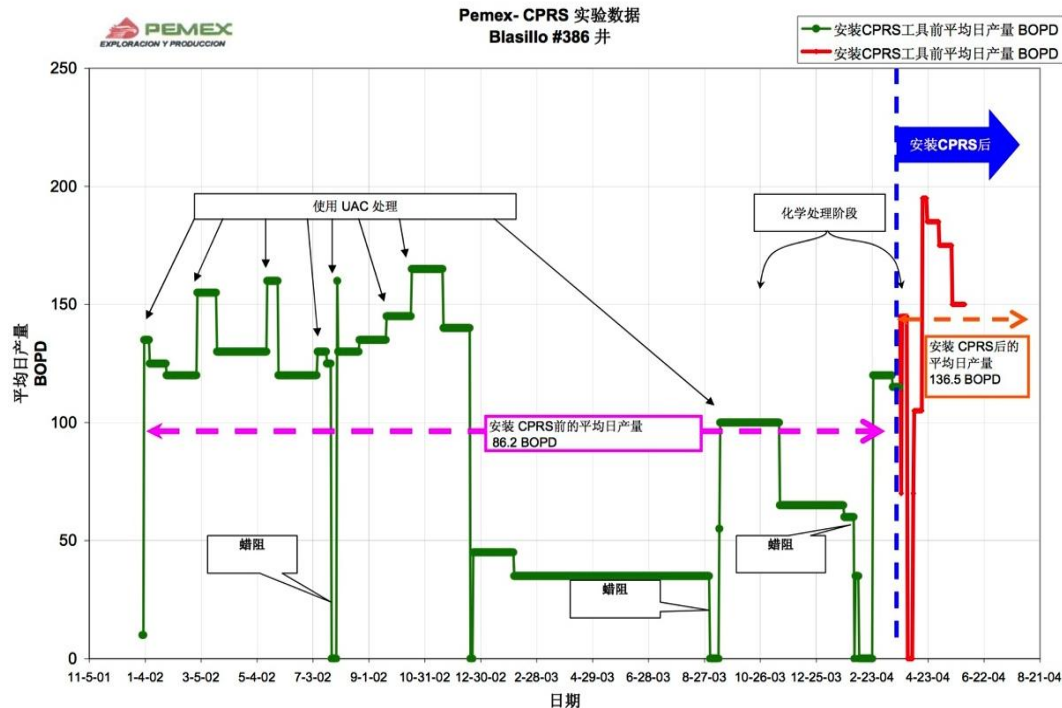 PEMEX
EXPLORACION Y PRODUCCION
Pemex- CPRS 实验数据
Blasillo #386 井
安装CPRS工具前平均日产量 BOPD
安装CPRS工具前平均日产量 BOPD
250
200
150
100
50
0
平均日产量
BOPD
使用 UAC 处理
化学处理阶段
安装CPRS后
安装 CPRS后的
平均日产量
136.5 BOPD
安装 CPRS前的平均日产量
86.2 BOPD
蜡阻
蜡阻
蜡阻
11-5-01 1-4-02 3-5-02 5-4-02 7-3-02 9-1-02 10-31-02 12-30-02 2-28-03 4-29-03 6-28-03 8-27-03 10-26-03 12-25-03 2-23-04 4-23-04 6-22-04 8-21-04
日期